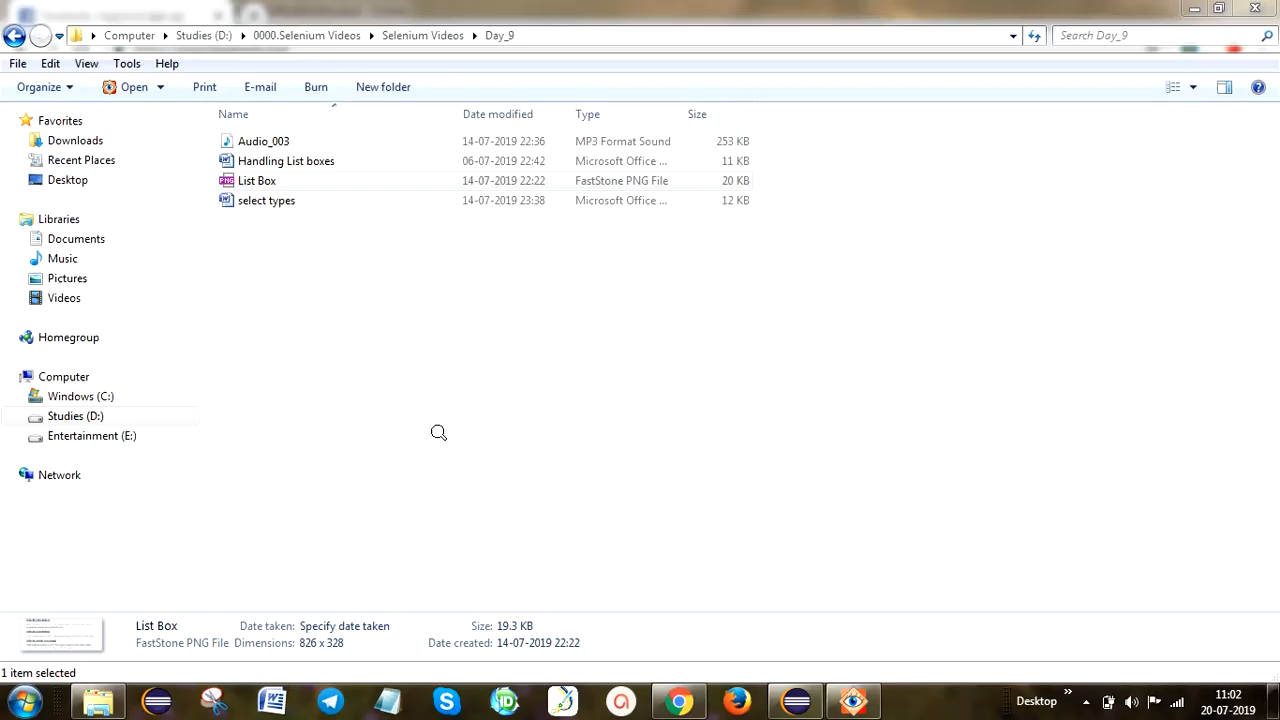 Computer Studies (D:) 0000.Selenium Videos Selenium Videos Day_9 Search Day_9
File Edit View Tools Help
Organize Open Print E-mail Burn New folder
Name Date modified Type Size
Favorites
Downloads
Recent Places
Desktop
Libraries
Documents
Music
Pictures
Videos
Homegroup
Computer
Windows (C:)
Studies (D:)
Entertainment (E:)
Network
Audio_003 14-07-2019 22:36 MP3 Format Sound 253 KB
Handling List boxes 06-07-2019 22:42 Microsoft Office ... 11 KB
PNG List Box 14-07-2019 22:22 FastStone PNG File 20 KB
select types 14-07-2019 23:38 Microsoft Office ... 12 KB
List Box Date taken: Specify date taken Size: 19.3 KB
FastStone PNG File Dimensions: 826 x 328 Date created: 14-07-2019 22:22
1 item selected
Desktop 11:02
20-07-2019